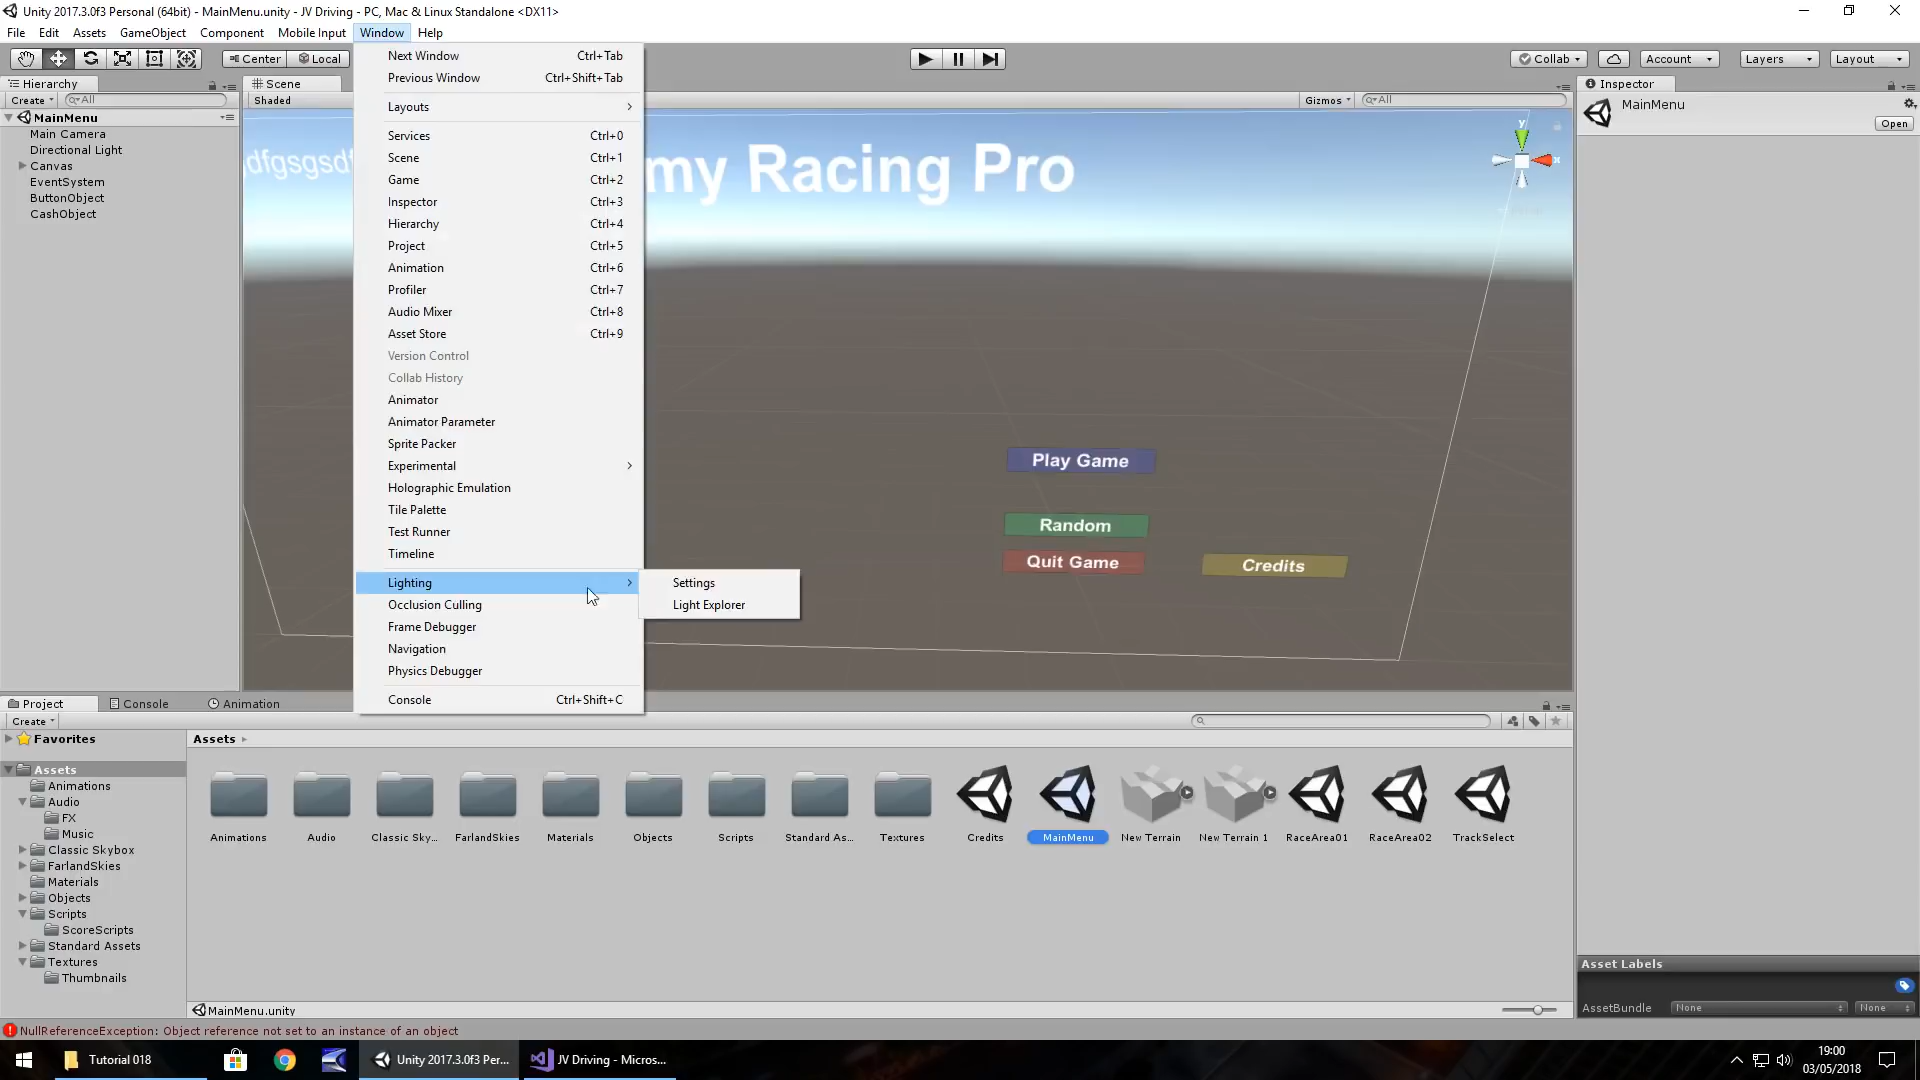 Unity 2017.3.0f3 Personal (64bit) - MainMenu.unity - JV Driving - PC, Mac & Linux Standalone <DX11>
File Edit Assets GameObject Component Mobile Input Window Help
Center Local Collab Account Layers Layout
Hierarchy
Create All
MainMenu
Main Camera
Directional Light
Canvas
EventSystem
ButtonObject
CashObject
Scene
Shaded
Gizmos All
dfgsgsdf
my Racing Pro
y
x
Play Game
Random
Quit Game
Credits
Next Window Ctrl+Tab
Previous Window Ctrl+Shift+Tab
Layouts
Services Ctrl+0
Scene Ctrl+1
Game Ctrl+2
Inspector Ctrl+3
Hierarchy Ctrl+4
Project Ctrl+5
Animation Ctrl+6
Profiler Ctrl+7
Audio Mixer Ctrl+8
Asset Store Ctrl+9
Version Control
Collab History
Animator
Animator Parameter
Sprite Packer
Experimental
Holographic Emulation
Tile Palette
Test Runner
Timeline
Lighting
Occlusion Culling
Frame Debugger
Navigation
Physics Debugger
Console Ctrl+Shift+C
Settings
Light Explorer
Inspector
MainMenu
Open
Project Console Animation
Create
Favorites
Assets
Animations
Audio
FX
Music
Classic Skybox
FarlandSkies
Materials
Objects
Scripts
ScoreScripts
Standard Assets
Textures
Thumbnails
Assets
Animations Audio Classic Sky... FarlandSkies Materials Objects Scripts Standard As... Textures Credits MainMenu New Terrain New Terrain 1 RaceArea01 RaceArea02 TrackSelect
MainMenu.unity
Asset Labels
AssetBundle None None
NullReferenceException: Object reference not set to an instance of an object
Tutorial 018
Unity 2017.3.0f3 Per...
JV Driving - Micros...
19:00
03/05/2018